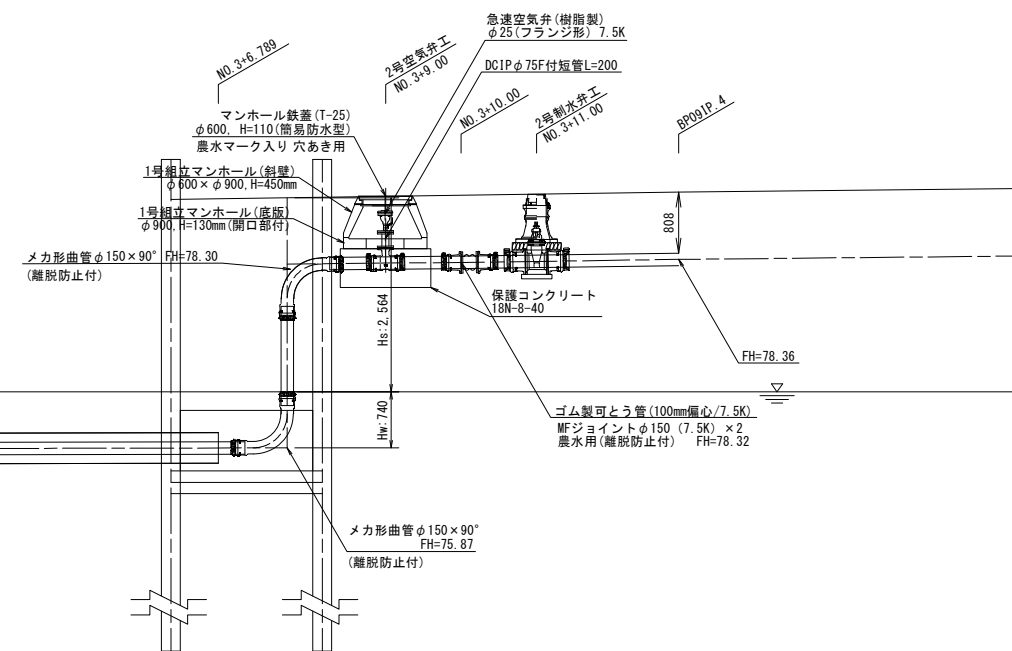 急速空気弁(樹脂製)
φ25(フランジ形) 7.5K
DCIPφ75F付短管L=200
NO.3+6.789
2号空気弁工
NO.3+9.00
NO.3+10.00
2号制水弁工
NO.3+11.00
BP09IP.4
マンホール鉄蓋(T-25)
φ600, H=110(簡易防水型)
農水マーク入り 穴あき用
1号組立マンホール(斜壁)
φ600×φ900,H=450mm
1号組立マンホール(底版)
φ900,H=130mm(開口部付)
メカ形曲管φ150×90° FH=78.30
(離脱防止付)
808
保護コンクリート
18N-8-40
Hs:2,564
FH=78.36
Hw:740
ゴム製可とう管(100mm偏心/7.5K)
MFジョイントφ150 (7.5K) ×2
農水用(離脱防止付) FH=78.32
メカ形曲管φ150×90°
FH=75.87
(離脱防止付)